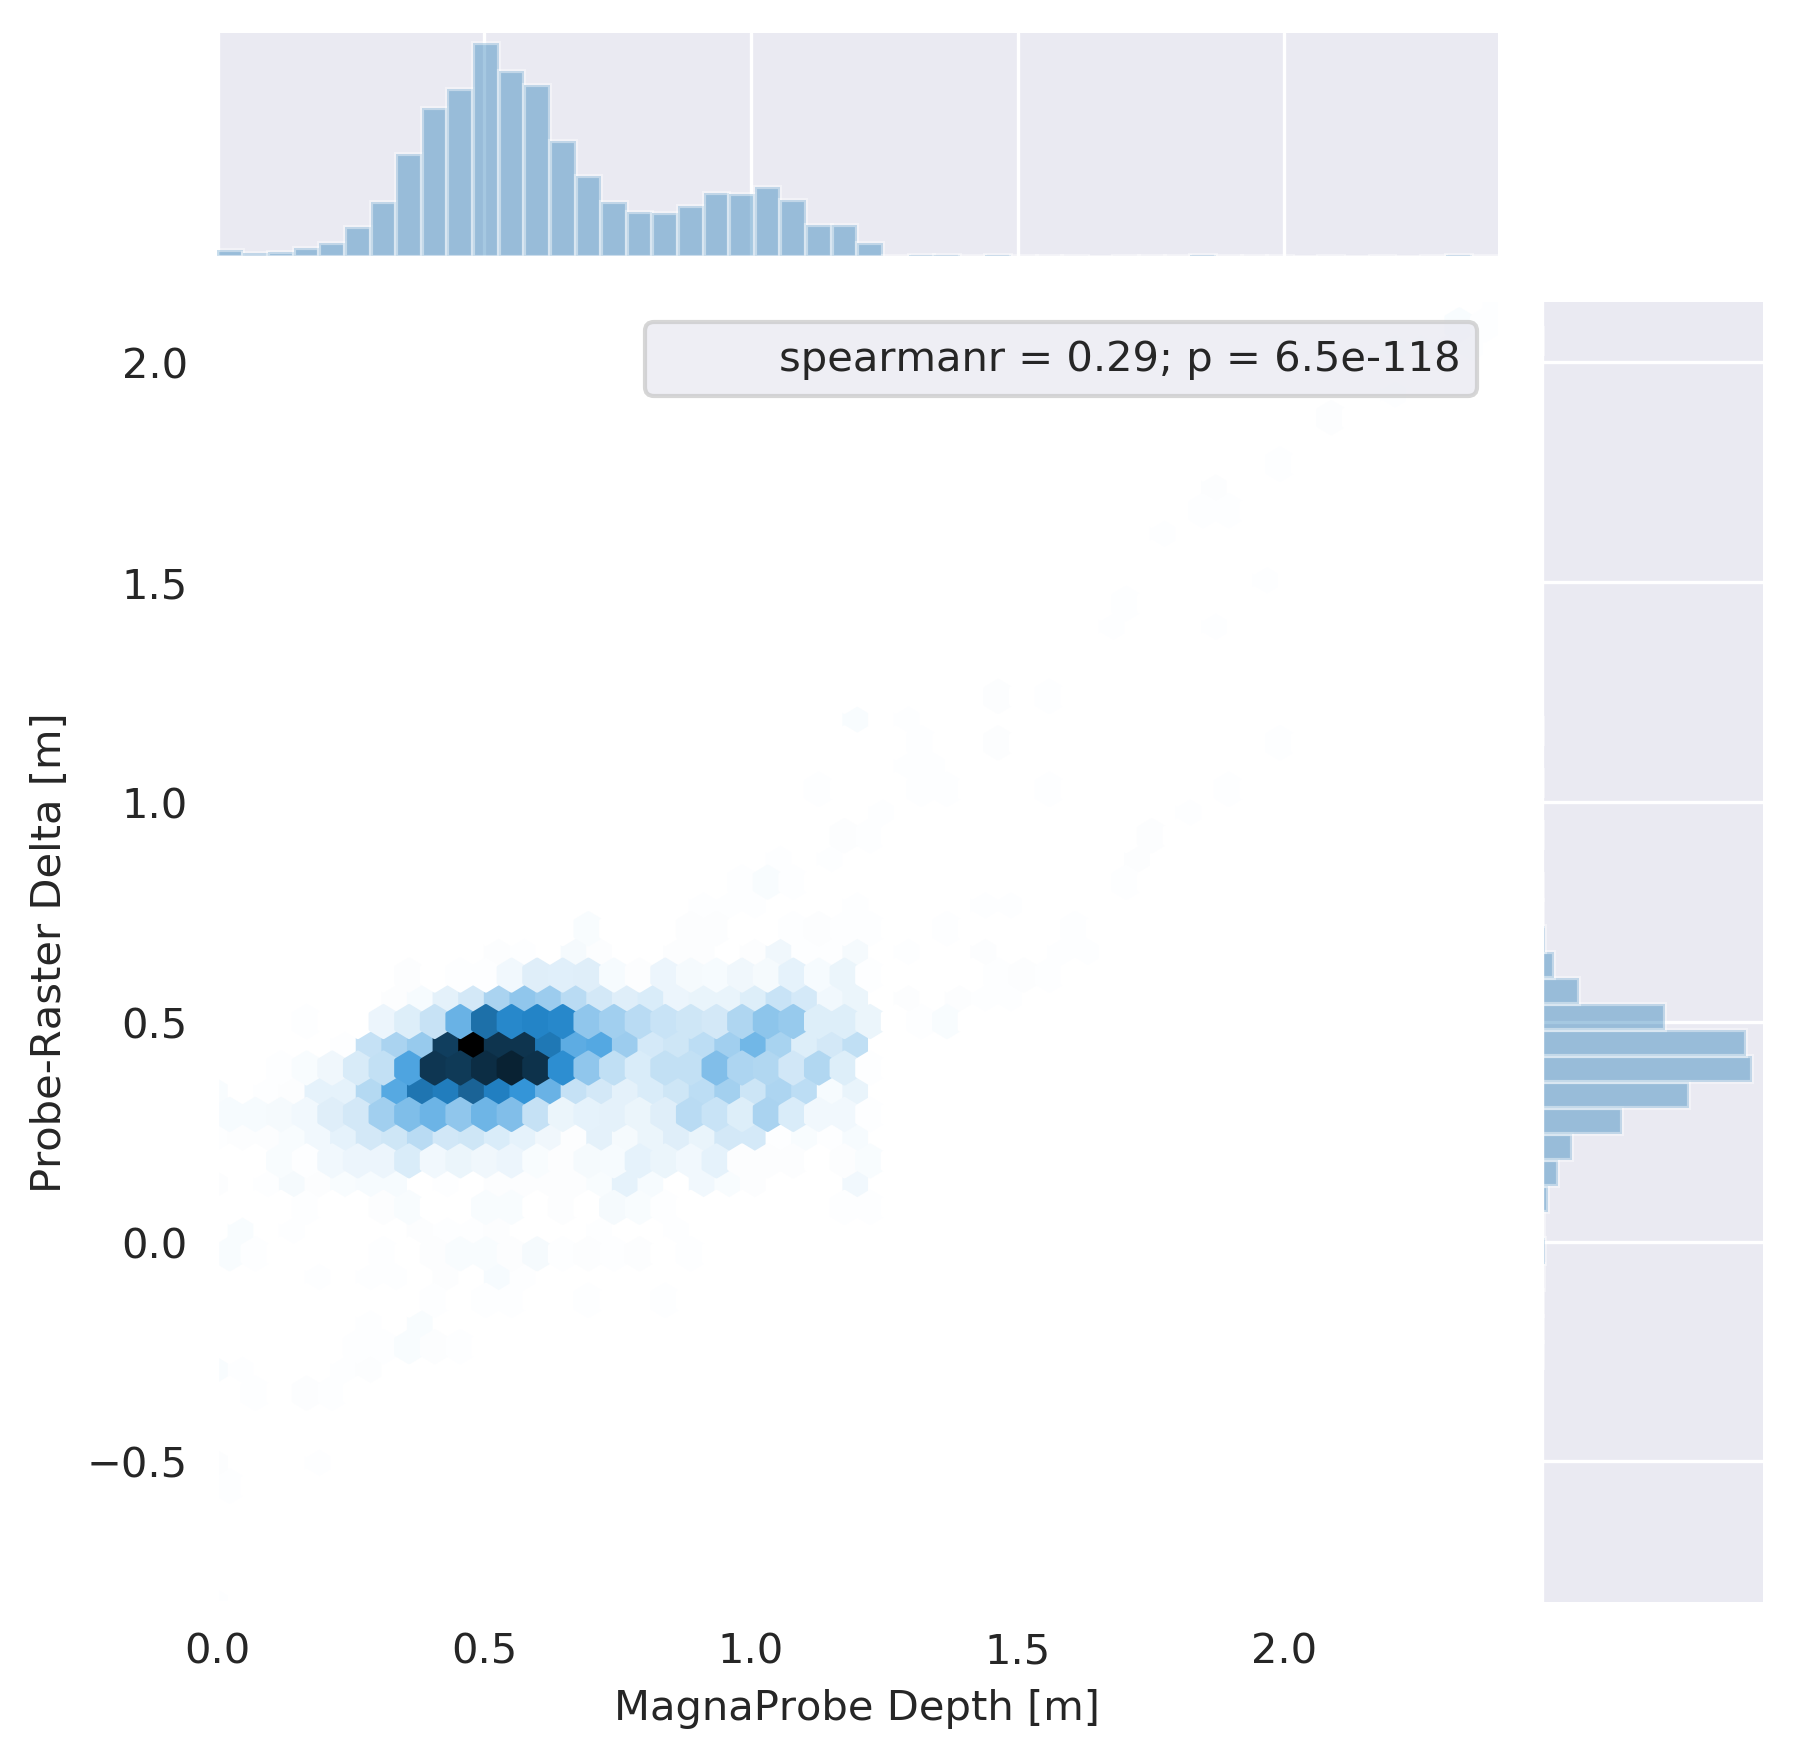 spearmanr = 0.29; p = 6.5e-118
2.0
1.5
1.0
0.5
0.0
−0.5
Probe-Raster Delta [m]
0.0 0.5 1.0 1.5 2.0
MagnaProbe Depth [m]